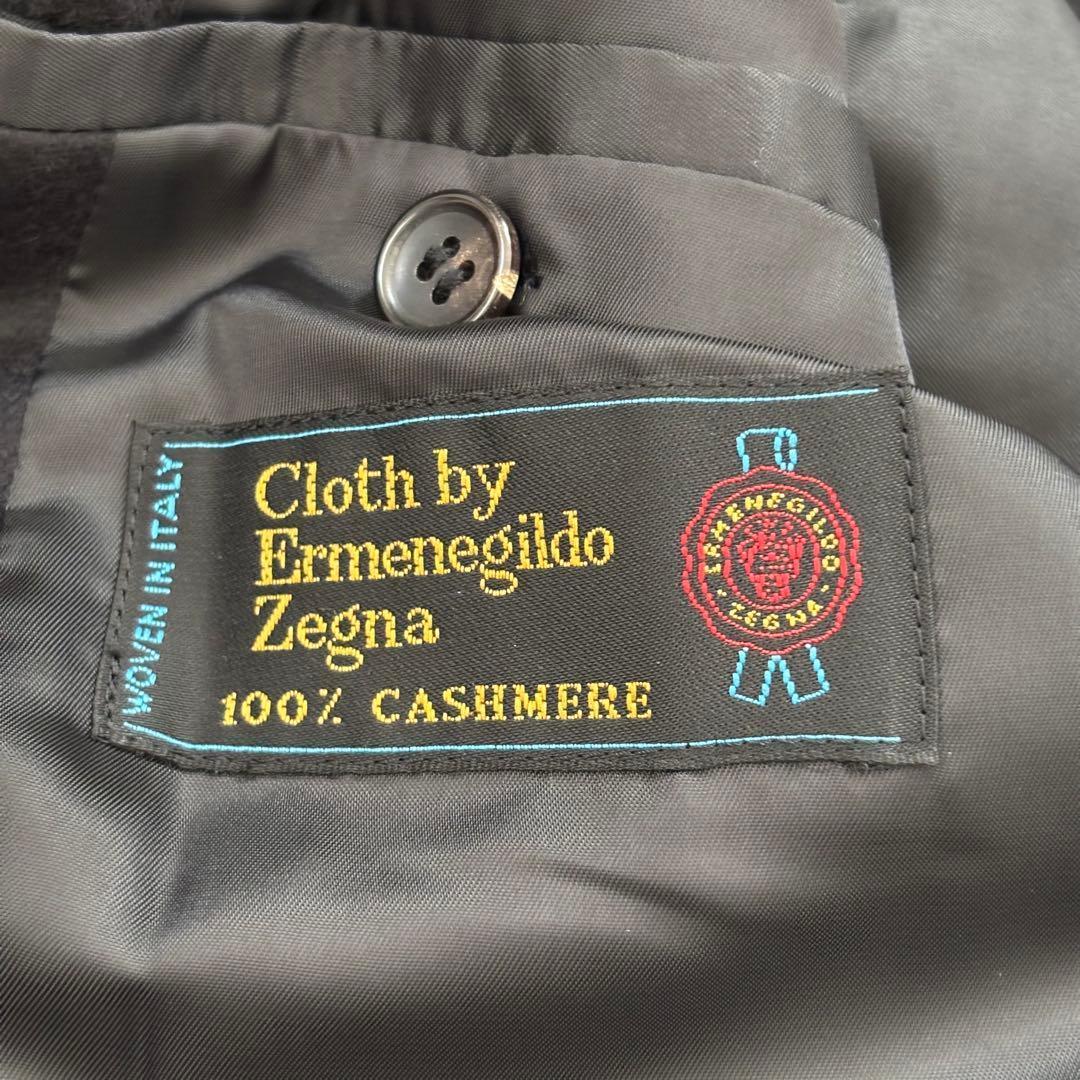 WOVEN IN ITALY
Cloth by
Ermenegildo
Zegna
100% CASHMERE
ERMENEGILDO
· ZEGNA ·